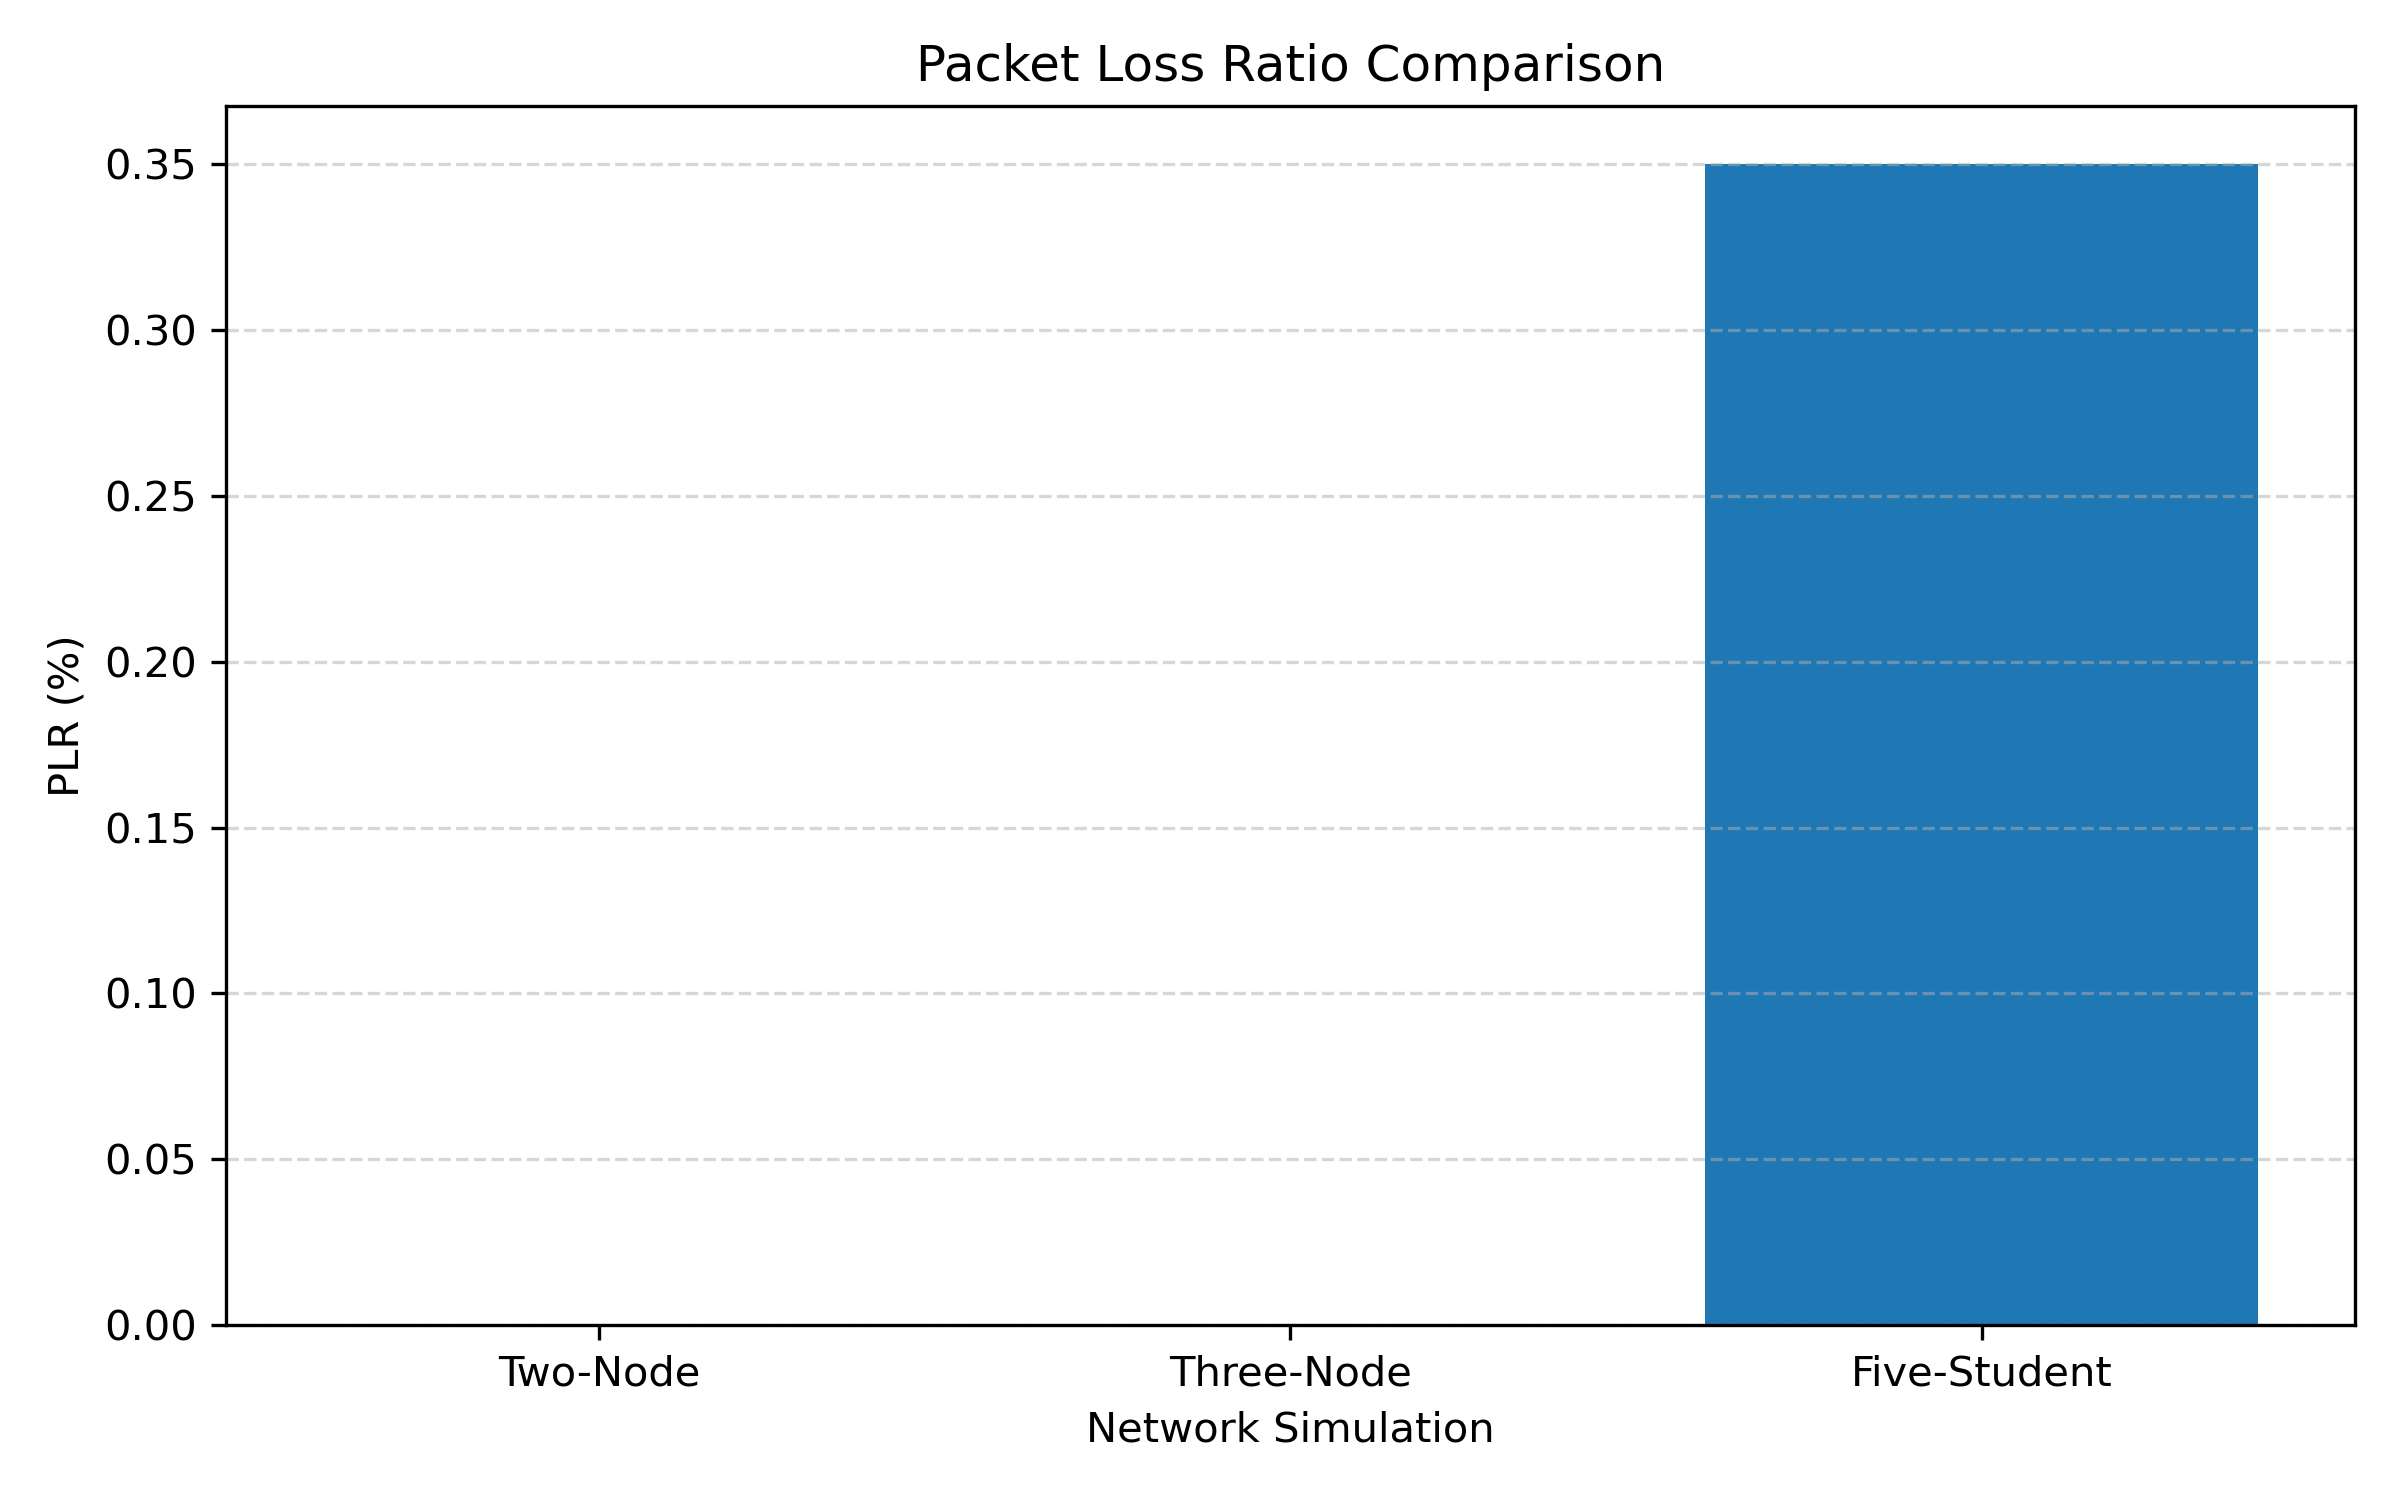 Packet Loss Ratio Comparison
PLR (%)
0.35
0.30
0.25
0.20
0.15
0.10
0.05
0.00
Two-Node Three-Node Five-Student
Network Simulation